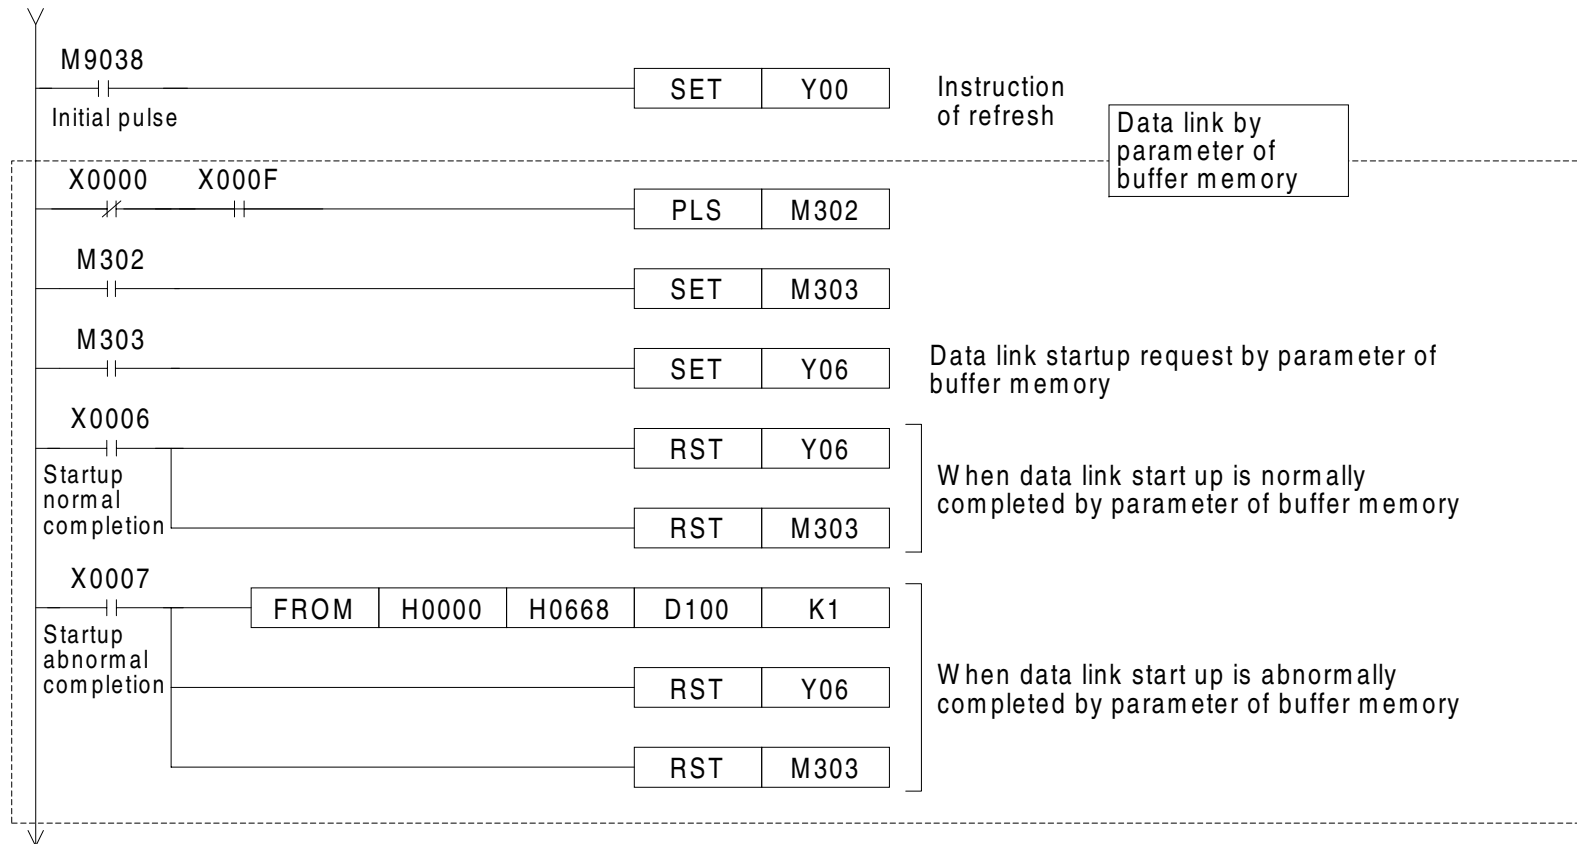 M9038
SET Y00
Instruction
of refresh
Initial pulse
Data link by
parameter of
buffer memory
X0000 X000F
PLS M302
M302
SET M303
M303
SET Y06
Data link startup request by parameter of
buffer memory
X0006
RST Y06
Startup
normal
completion
When data link start up is normally
completed by parameter of buffer memory
RST M303
X0007
FROM H0000 H0668 D100 K1
Startup
abnormal
completion
When data link start up is abnormally
completed by parameter of buffer memory
RST Y06
RST M303